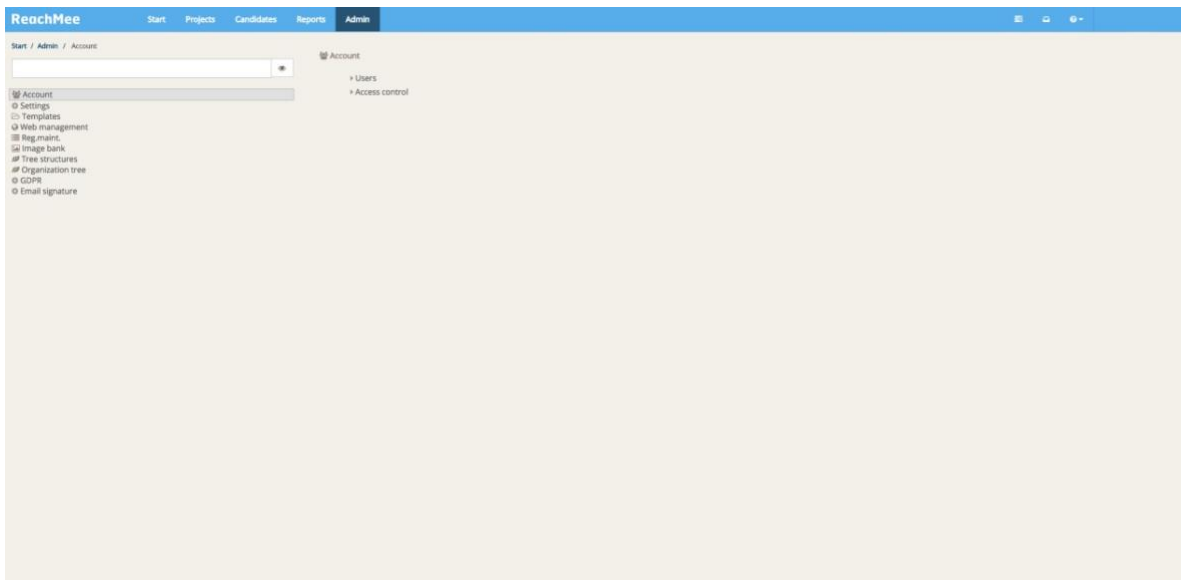 ReachMee Start Projects Candidates Reports Admin
Start / Admin / Account
Account
Settings
Templates
Web management
Reg.maint.
Image bank
Tree structures
Organization tree
GDPR
Email signature
Account
Users
Access control